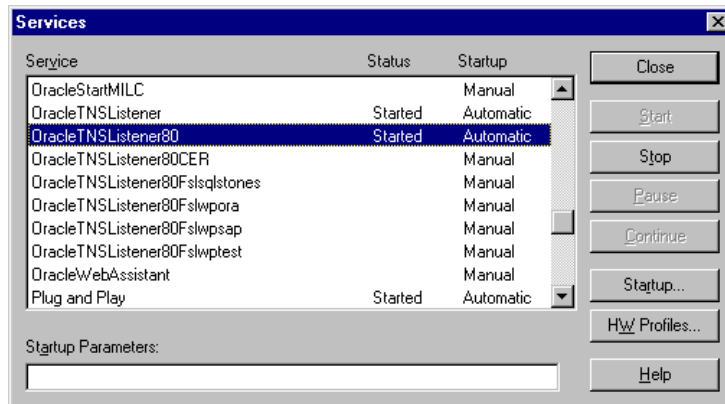 Services
Service Status Startup
OracleStartMILC Manual
OracleTNSListener Started Automatic
OracleTNSListener80 Started Automatic
OracleTNSListener80CER Manual
OracleTNSListener80Fslsqlstones Manual
OracleTNSListener80Fslwpora Manual
OracleTNSListener80Fslwpsap Manual
OracleTNSListener80Fslwptest Manual
OracleWebAssistant Manual
Plug and Play Started Automatic
Startup Parameters:
Close
Start
Stop
Pause
Continue
Startup...
HW Profiles...
Help